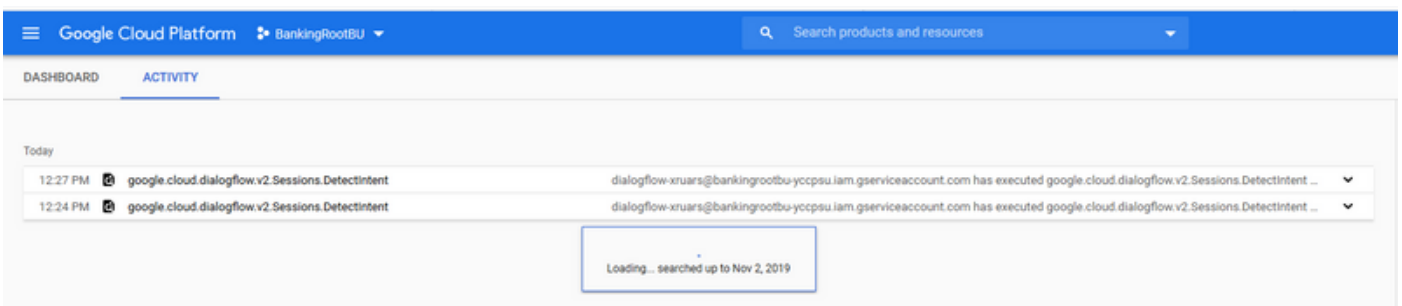 Google Cloud Platform BankingRootBU Search products and resources
DASHBOARD ACTIVITY
Today
12:27 PM google.cloud.dialogflow.v2.Sessions.DetectIntent dialogflow-xruars@bankingrootbu-yccpsu.iam.gserviceaccount.com has executed google.cloud.dialogflow.v2.Sessions.DetectIntent ...
12:24 PM google.cloud.dialogflow.v2.Sessions.DetectIntent dialogflow-xruars@bankingrootbu-yccpsu.iam.gserviceaccount.com has executed google.cloud.dialogflow.v2.Sessions.DetectIntent ...
Loading... searched up to Nov 2, 2019